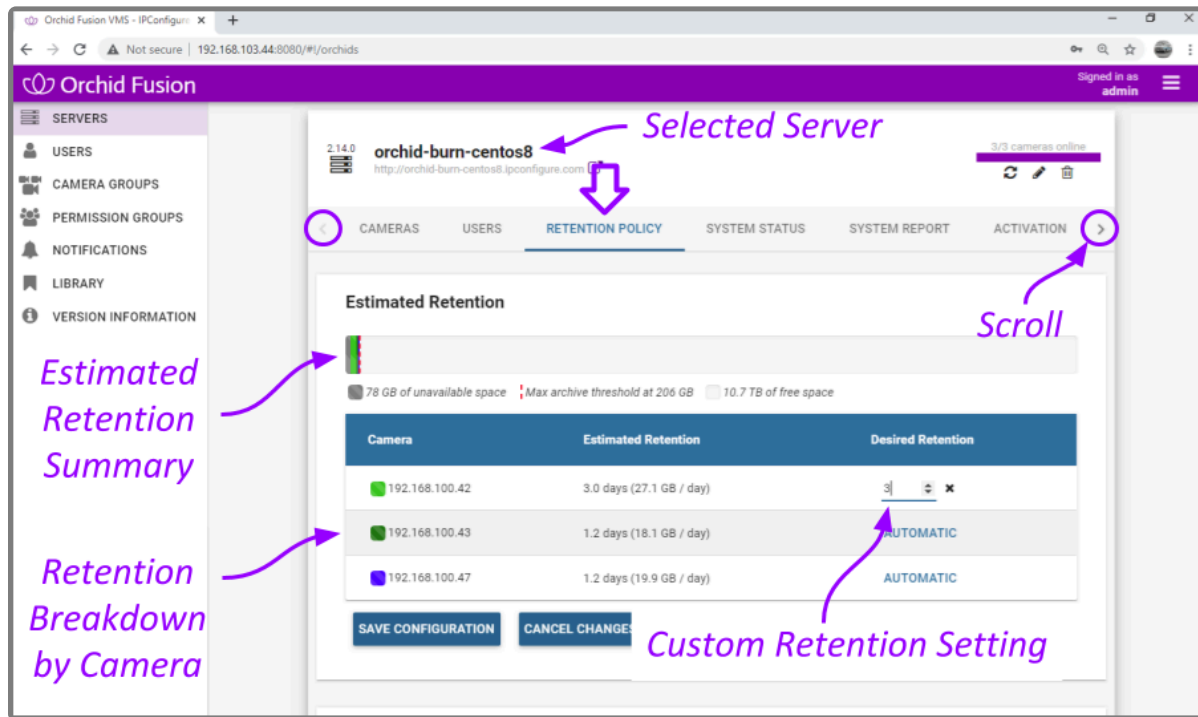 Orchid Fusion VMS - IPConfigure
Not secure | 192.168.103.44:8080/#!/orchids
Orchid Fusion
Signed in as
admin
SERVERS
USERS
CAMERA GROUPS
PERMISSION GROUPS
NOTIFICATIONS
LIBRARY
VERSION INFORMATION
Selected Server
2.14.0 orchid-burn-centos8
http://orchid-burn-centos8.ipconfigure.com
3/3 cameras online
CAMERAS USERS RETENTION POLICY SYSTEM STATUS SYSTEM REPORT ACTIVATION
Scroll
Estimated Retention
78 GB of unavailable space Max archive threshold at 206 GB 10.7 TB of free space
Camera Estimated Retention Desired Retention
192.168.100.42 3.0 days (27.1 GB / day) 3
192.168.100.43 1.2 days (18.1 GB / day) AUTOMATIC
192.168.100.47 1.2 days (19.9 GB / day) AUTOMATIC
SAVE CONFIGURATION CANCEL CHANGES
Estimated
Retention
Summary
Retention
Breakdown
by Camera
Custom Retention Setting